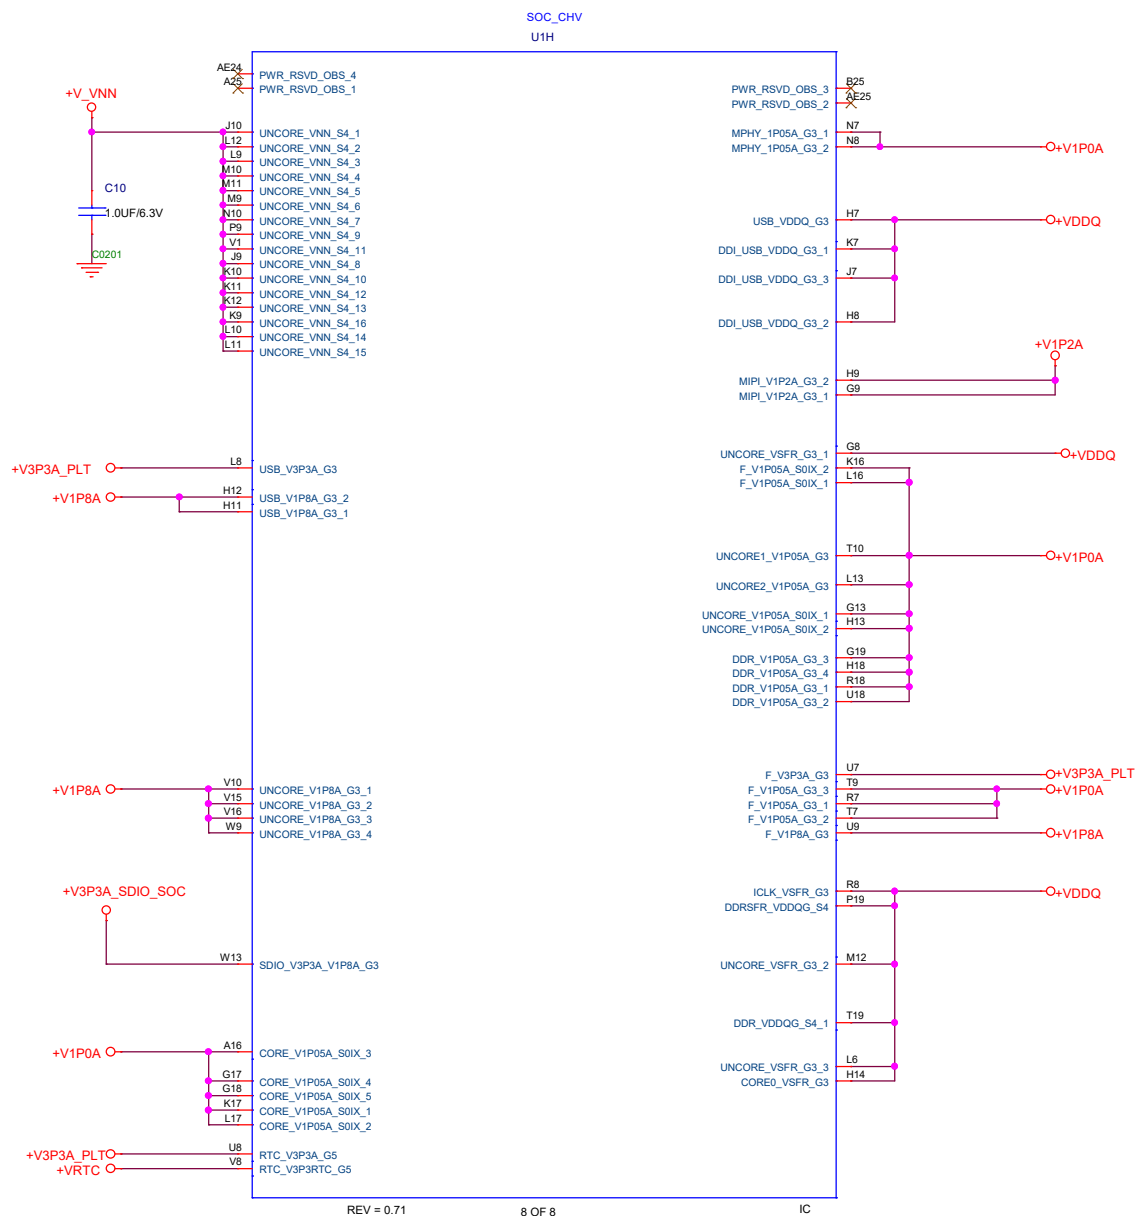 SOC_CHV
U1H
AE24 PWR_RSVD_OBS_4
A25 PWR_RSVD_OBS_1
+V_VNN
J10 UNCORE_VNN_S4_1
L12 UNCORE_VNN_S4_2
L9 UNCORE_VNN_S4_3
M10 UNCORE_VNN_S4_4
M11 UNCORE_VNN_S4_5
M9 UNCORE_VNN_S4_6
N10 UNCORE_VNN_S4_7
P9 UNCORE_VNN_S4_9
V1 UNCORE_VNN_S4_11
J9 UNCORE_VNN_S4_8
K10 UNCORE_VNN_S4_10
K11 UNCORE_VNN_S4_12
K12 UNCORE_VNN_S4_13
K9 UNCORE_VNN_S4_16
L10 UNCORE_VNN_S4_14
L11 UNCORE_VNN_S4_15
C10
1.0UF/6.3V
C0201
+V3P3A_PLT L8 USB_V3P3A_G3
+V1P8A H12 USB_V1P8A_G3_2
H11 USB_V1P8A_G3_1
+V1P8A V10 UNCORE_V1P8A_G3_1
V15 UNCORE_V1P8A_G3_2
V16 UNCORE_V1P8A_G3_3
W9 UNCORE_V1P8A_G3_4
+V3P3A_SDIO_SOC
W13 SDIO_V3P3A_V1P8A_G3
+V1P0A A16 CORE_V1P05A_S0IX_3
G17 CORE_V1P05A_S0IX_4
G18 CORE_V1P05A_S0IX_5
K17 CORE_V1P05A_S0IX_1
L17 CORE_V1P05A_S0IX_2
+V3P3A_PLT U8 RTC_V3P3A_G5
+VRTC V8 RTC_V3P3RTC_G5
PWR_RSVD_OBS_3 B25
PWR_RSVD_OBS_2 AE25
MPHY_1P05A_G3_1 N7
MPHY_1P05A_G3_2 N8 +V1P0A
USB_VDDQ_G3 H7 +VDDQ
DDI_USB_VDDQ_G3_1 K7
DDI_USB_VDDQ_G3_3 J7
DDI_USB_VDDQ_G3_2 H8
+V1P2A
MIPI_V1P2A_G3_2 H9
MIPI_V1P2A_G3_1 G9
UNCORE_VSFR_G3_1 G8 +VDDQ
F_V1P05A_S0IX_2 K16
F_V1P05A_S0IX_1 L16
UNCORE1_V1P05A_G3 T10 +V1P0A
UNCORE2_V1P05A_G3 L13
UNCORE_V1P05A_S0IX_1 G13
UNCORE_V1P05A_S0IX_2 H13
DDR_V1P05A_G3_3 G19
DDR_V1P05A_G3_4 H18
DDR_V1P05A_G3_1 R18
DDR_V1P05A_G3_2 U18
F_V3P3A_G3 U7 +V3P3A_PLT
F_V1P05A_G3_3 T9 +V1P0A
F_V1P05A_G3_1 R7
F_V1P05A_G3_2 T7
F_V1P8A_G3 U9 +V1P8A
ICLK_VSFR_G3 R8 +VDDQ
DDRSFR_VDDQG_S4 P19
UNCORE_VSFR_G3_2 M12
DDR_VDDQG_S4_1 T19
UNCORE_VSFR_G3_3 L6
CORE0_VSFR_G3 H14
REV = 0.71 8 OF 8 IC